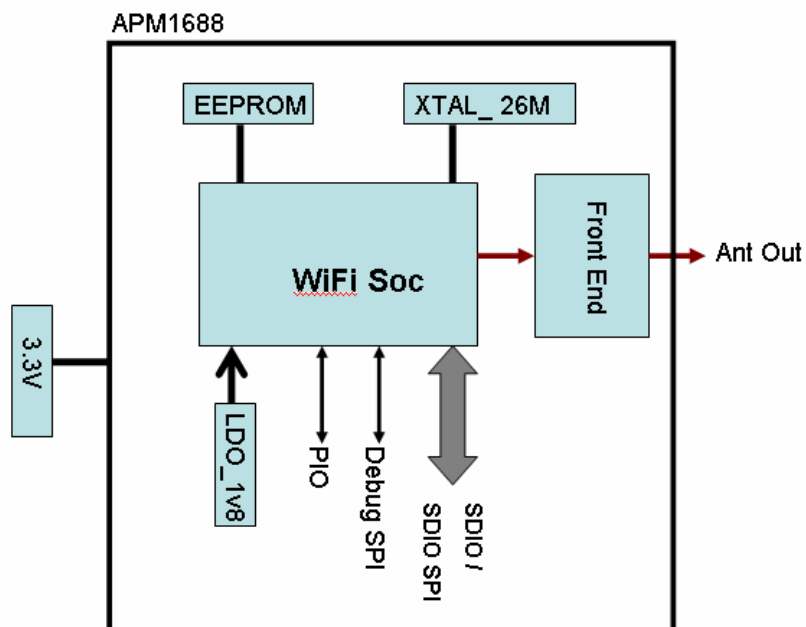 APM1688
EEPROM
XTAL_ 26M
WiFi Soc
Front End
Ant Out
3.3V
LDO_1v8
PIO
Debug SPI
SDIO /
SDIO SPI